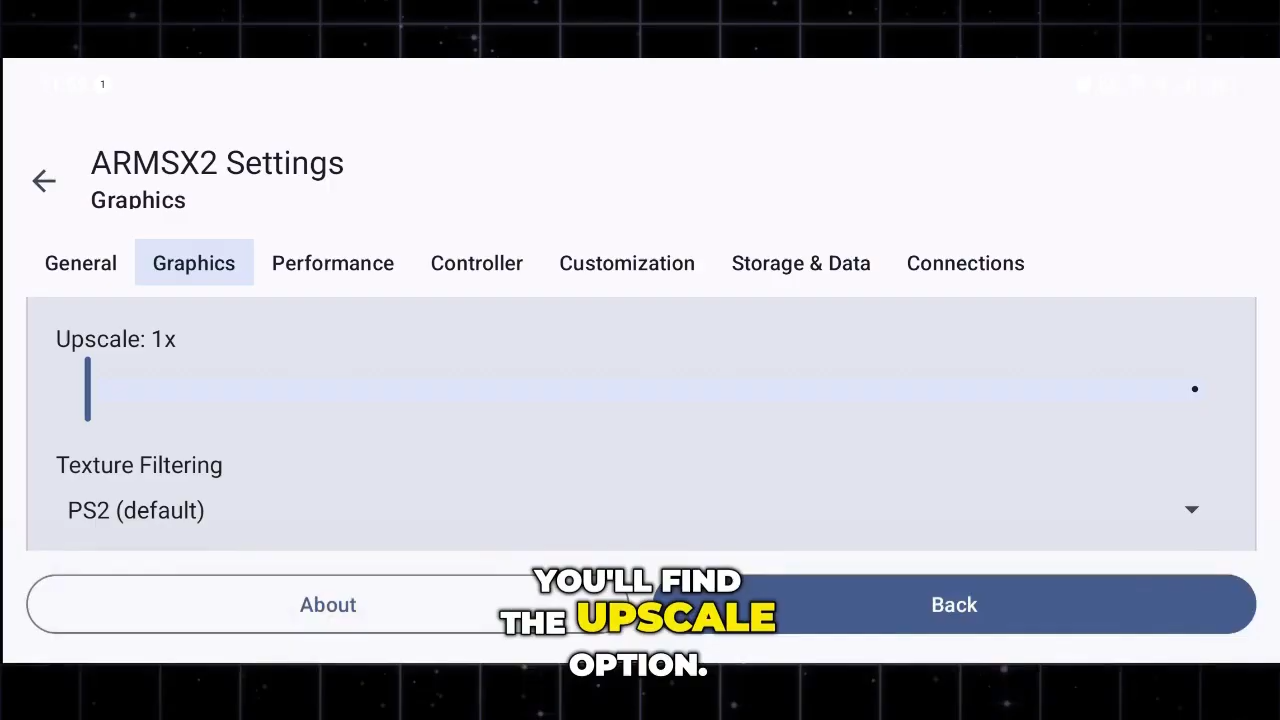 1
ARMSX2 Settings
Graphics
General Graphics Performance Controller Customization Storage & Data Connections
Upscale: 1x
Texture Filtering
PS2 (default)
About Back
YOU'LL FIND
THE UPSCALE
OPTION.